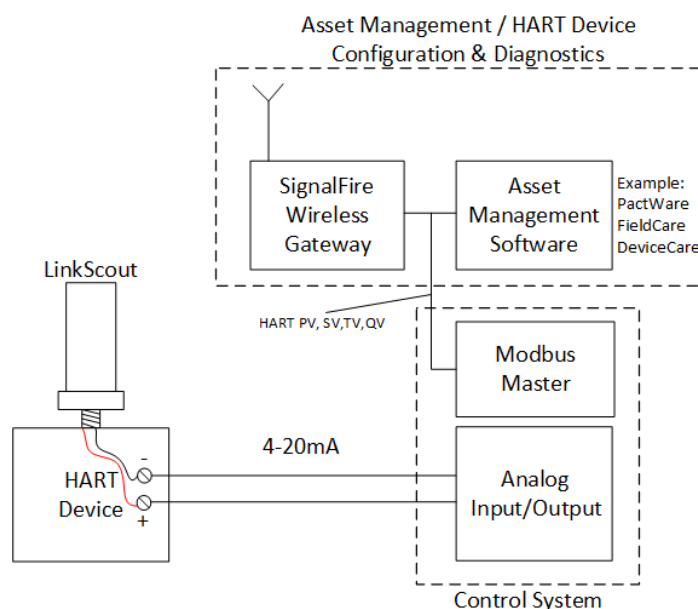 Asset Management / HART Device
Configuration & Diagnostics
SignalFire
Wireless
Gateway
Asset
Management
Software
Example:
PactWare
FieldCare
DeviceCare
LinkScout
HART PV, SV,TV,QV
Modbus
Master
4-20mA
-
HART
Device
+
Analog
Input/Output
Control System